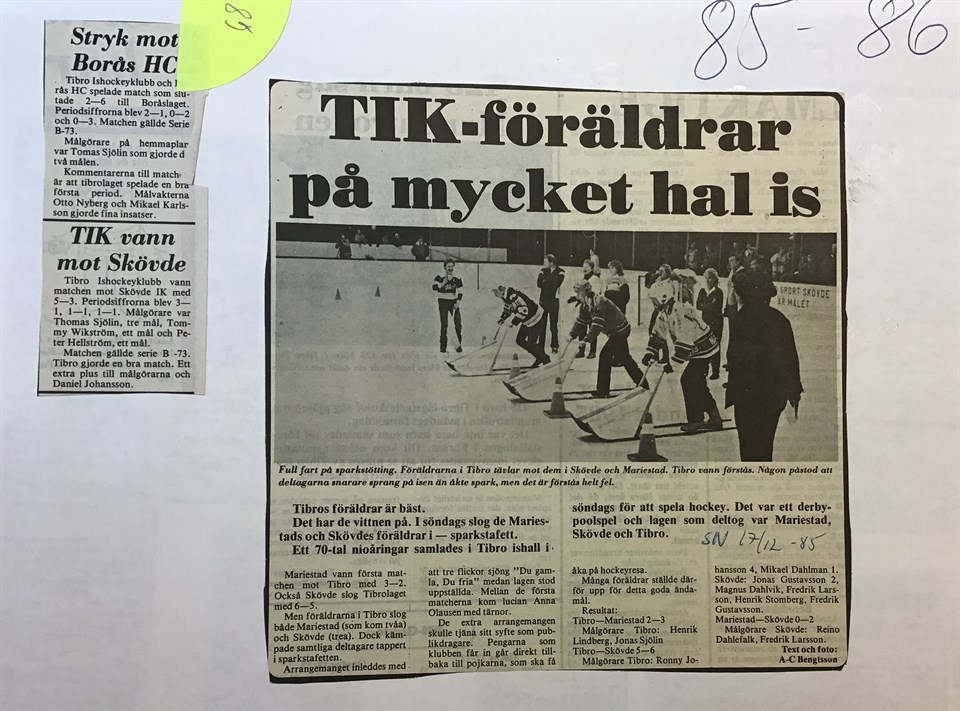 85-86
89
Stryk mot
Borås HC
Tibro Ishockeyklubb och
rås HC spelade match som slu-
tade 2—6 till Boråslaget.
Periodsiffrorna blev 2—1, 0—2
och 0—3. Matchen gällde Serie
B-73.
Målgörare på hemmaplan
var Tomas Sjölin som gjorde d
två målen.
Kommentarerna till match
är att tibrolaget spelade en bra
första period. Målvakterna
Otto Nyberg och Mikael Karls-
son gjorde fina insatser.
TIK vann
mot Skövde
Tibro Ishockeyklubb vann
matchen mot Skövde IK med
5—3. Periodsiffrorna blev 3—
1, 1—1, 1—1. Målgörare var
Thomas Sjölin, tre mål, Tom-
my Wikström, ett mål och Pe-
ter Hellström, ett mål.
Matchen gällde serie B -73.
Tibro gjorde en bra match. Ett
extra plus till målgörarna och
Daniel Johansson.
TIK-föräldrar
på mycket hal is
SPORT SKÖVDE
ÄR MÅLET
Full fart på sparkstötting. Föräldrarna i Tibro tävlar mot dem i Skövde och Mariestad. Tibro vann förstås. Någon påstod att
deltagarna snarare sprang på isen än åkte spark, men det är förstås helt fel.
Tibros föräldrar är bäst.
Det har de vittnen på. I söndags slog de Maries-
tads och Skövdes föräldrar i — sparkstafett.
Ett 70-tal nioåringar samlades i Tibro ishall i
söndags för att spela hockey. Det var ett derby-
poolspel och lagen som deltog var Mariestad,
Skövde och Tibro.
SN 17/12 -85
Mariestad vann första mat-
chen mot Tibro med 3—2.
Också Skövde slog Tibrolaget
med 6—5.
Men föräldrarna i Tibro slog
både Mariestad (som kom tvåa)
och Skövde (trea). Dock käm-
pade samtliga deltagare tappert
i sparkstafetten.
Arrangemanget inleddes med
att tre flickor sjöng "Du gam-
la, Du fria" medan lagen stod
uppställda. Mellan de första
matcherna kom lucian Anna
Olausen med tärnor.
De extra arrangemangen
skulle tjäna sitt syfte som pub-
likdragare. Pengarna som
klubben får in går direkt till-
baka till pojkarna, som ska få
åka på hockeyresa.
Många föräldrar ställde där-
för upp för detta goda ända-
mål.
Resultat:
Tibro—Mariestad 2—3
Målgörare Tibro: Henrik
Lindberg, Jonas Sjölin
Tibro—Skövde 5—6
Målgörare Tibro: Ronny Jo-
hansson 4, Mikael Dahlman 1.
Skövde: Jonas Gustavsson 2,
Magnus Dahlvik, Fredrik Lars-
son, Henrik Stomberg, Fredrik
Gustavsson.
Mariestad—Skövde 0—2
Målgörare Skövde: Reino
Dahlefalk, Fredrik Larsson.
Text och foto:
A-C Bengtsson